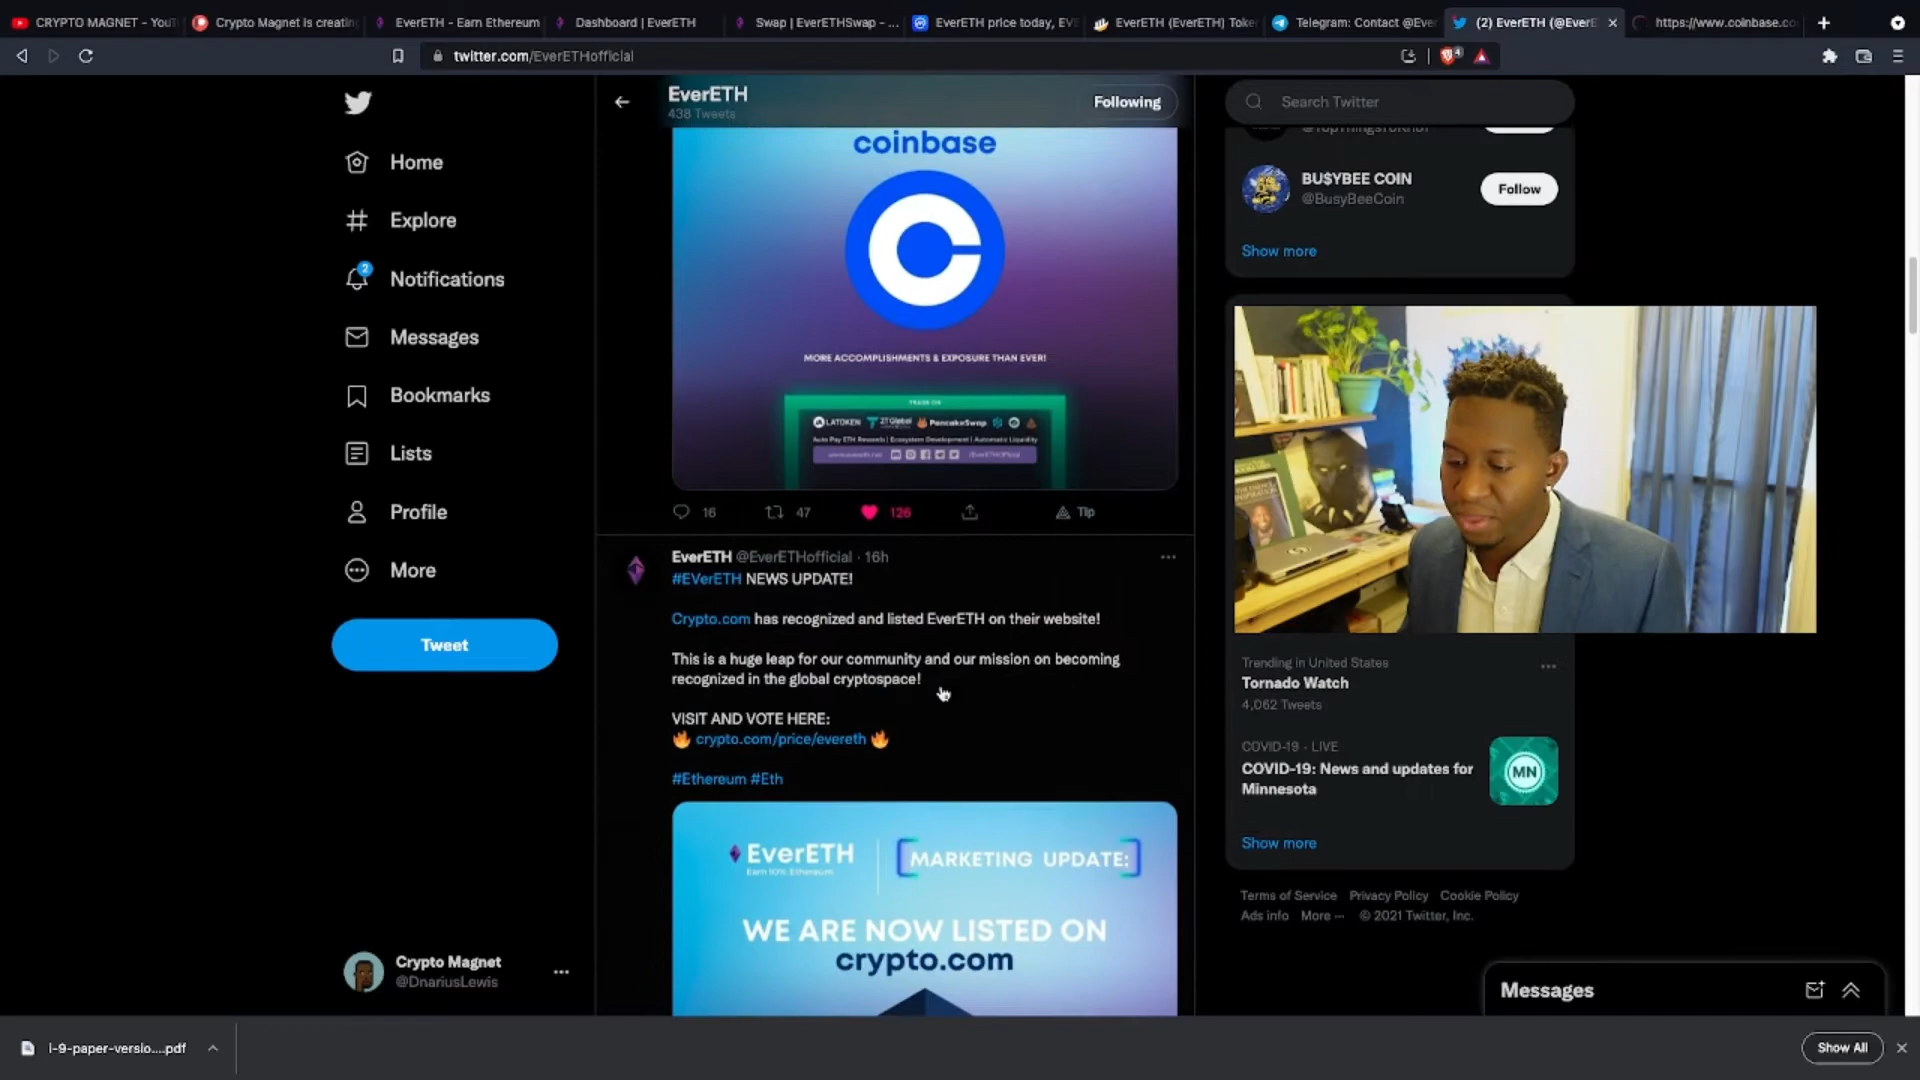 CRYPTO MAGNET - YouT
Crypto Magnet is creatin
EverETH - Earn Ethereum
Dashboard | EverETH
Swap | EverETHSwap - ...
EverETH price today, EVE
EverETH (EverETH) Toke
Telegram: Contact @Ever
(2) EverETH (@EverE
https://www.coinbase.co
twitter.com/EverETHofficial
EverETH
438 Tweets
Following
Search Twitter
Home
Explore
2
Notifications
Messages
Bookmarks
Lists
Profile
More
Tweet
Crypto Magnet
@DnariusLewis
coinbase
MORE ACCOMPLISHMENTS & EXPOSURE THAN EVER!
TRADE ON
LATOKEN ZT Global PancakeSwap
Auto Pay ETH Rewards | Ecosystem Development | Automatic Liquidity
/EverETHOfficial
16
47
126
Tip
EverETH @EverETHofficial · 16h
#EVerETH NEWS UPDATE!
Crypto.com has recognized and listed EverETH on their website!
This is a huge leap for our community and our mission on becoming
recognized in the global cryptospace!
VISIT AND VOTE HERE:
🔥 crypto.com/price/evereth 🔥
#Ethereum #Eth
EverETH
Earn 10% Ethereum
MARKETING UPDATE:
WE ARE NOW LISTED ON
crypto.com
BU$YBEE COIN
@BusyBeeCoin
Follow
Show more
Trending in United States
Tornado Watch
4,062 Tweets
COVID-19 · LIVE
COVID-19: News and updates for
Minnesota
MN
Show more
Terms of Service Privacy Policy Cookie Policy
Ads info More ··· © 2021 Twitter, Inc.
Messages
I-9-paper-versio....pdf
Show All